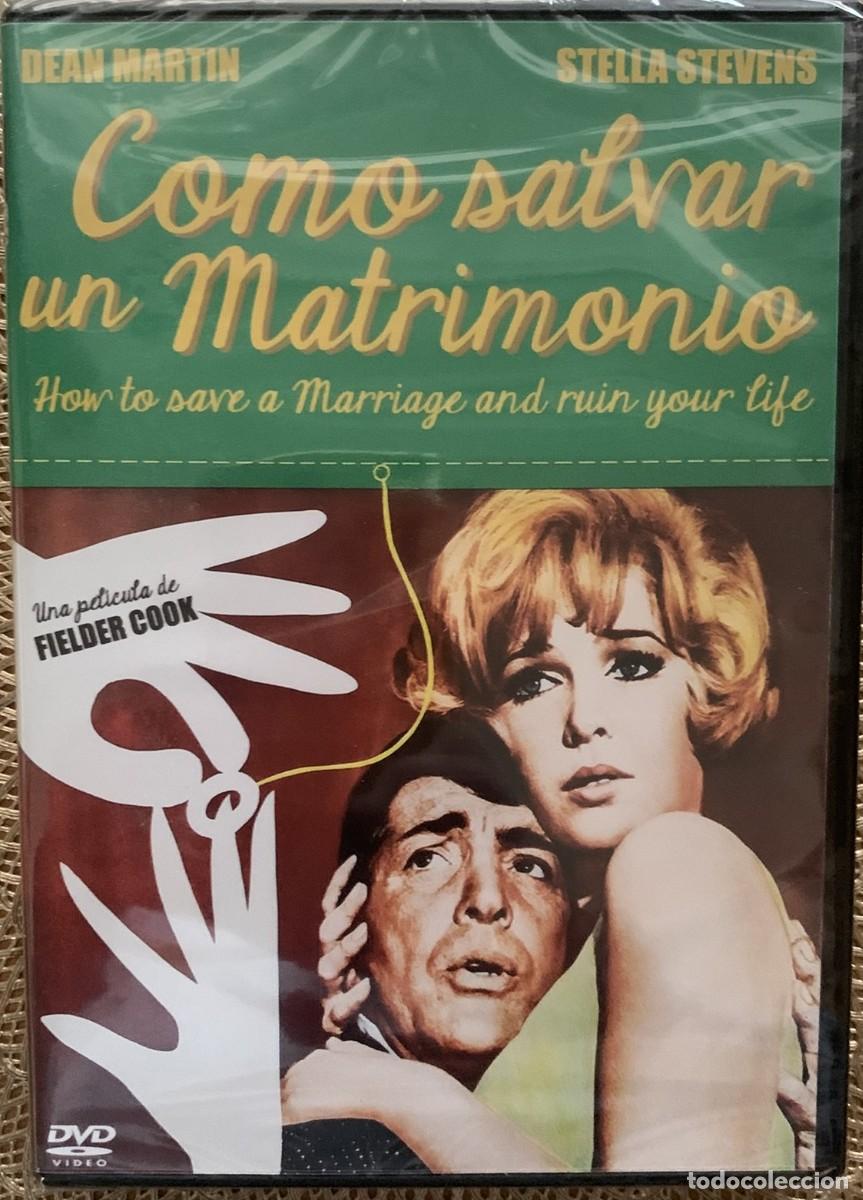 DEAN MARTIN STELLA STEVENS
Como salvar
un Matrimonio
How to save a Marriage and ruin your life
Una película de
FIELDER COOK
DVD
VIDEO
todocoleccion